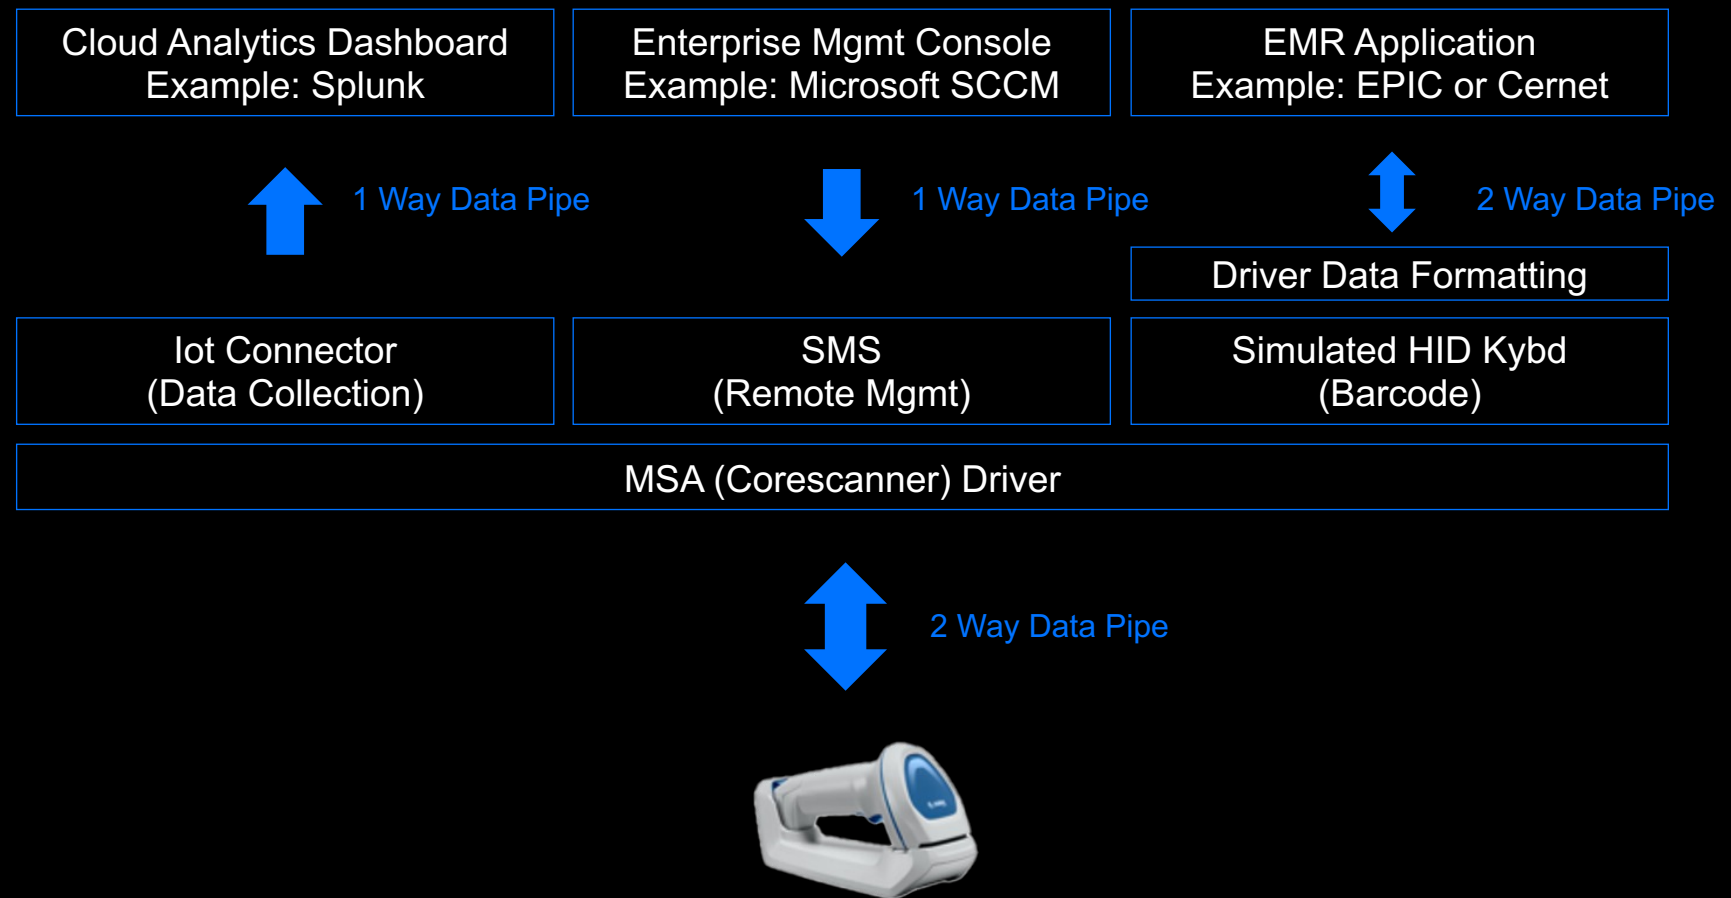 Cloud Analytics Dashboard
Example: Splunk
Enterprise Mgmt Console
Example: Microsoft SCCM
EMR Application
Example: EPIC or Cernet
1 Way Data Pipe
1 Way Data Pipe
2 Way Data Pipe
Driver Data Formatting
Iot Connector
(Data Collection)
SMS
(Remote Mgmt)
Simulated HID Kybd
(Barcode)
MSA (Corescanner) Driver
2 Way Data Pipe